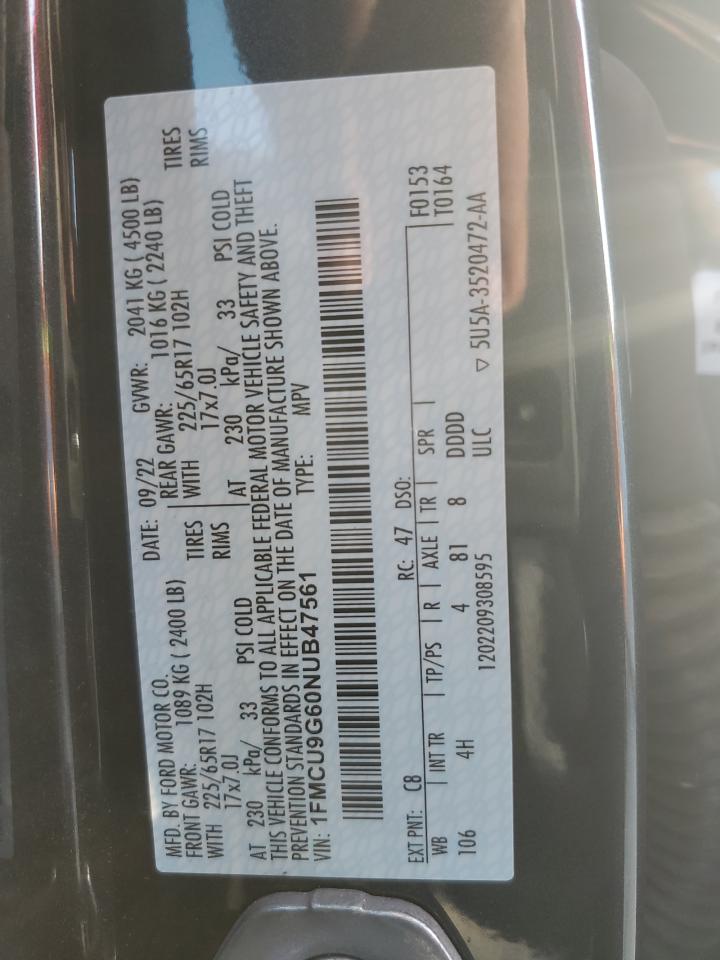 MFD. BY FORD MOTOR CO.
DATE: 09/22 GVWR: 2041 KG ( 4500 LB)
FRONT GAWR: 1089 KG ( 2400 LB) REAR GAWR: 1016 KG ( 2240 LB)
WITH 225/65R17 102H TIRES WITH 225/65R17 102H TIRES
17x7.0J RIMS 17x7.0J RIMS
AT 230 kPa/ 33 PSI COLD AT 230 kPa/ 33 PSI COLD
THIS VEHICLE CONFORMS TO ALL APPLICABLE FEDERAL MOTOR VEHICLE SAFETY AND THEFT
PREVENTION STANDARDS IN EFFECT ON THE DATE OF MANUFACTURE SHOWN ABOVE.
VIN: 1FMCU9G60NUB47561 TYPE: MPV
EXT PNT: C8 RC: 47 DSO: F0153
WB | INT TR | TP/PS | R | AXLE | TR | SPR | T0164
106 4H 4 81 8 DDDD
ULC
1202209308595 ▽ 5U5A-3520472-AA